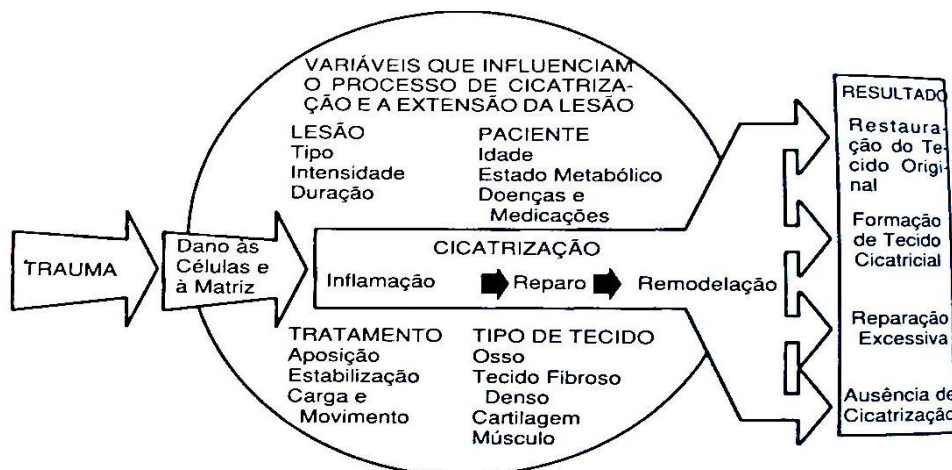 VARIÁVEIS QUE INFLUENCIAM
O PROCESSO DE CICATRIZA-
ÇÃO E A EXTENSÃO DA LESÃO
LESÃO
Tipo
Intensidade
Duração
PACIENTE
Idade
Estado Metabólico
Doenças e
Medicações
TRAUMA
Dano às
Células e
à Matriz
CICATRIZAÇÃO
Inflamação
Reparo
Remodelação
TRATAMENTO
Aposição
Estabilização
Carga e
Movimento
TIPO DE TECIDO
Osso
Tecido Fibroso
Denso
Cartilagem
Músculo
RESULTADO
Restaura-
ção do Te-
cido Origi-
nal
Formação
de Tecido
Cicatricial
Reparação
Excessiva
Ausência de
Cicatrização